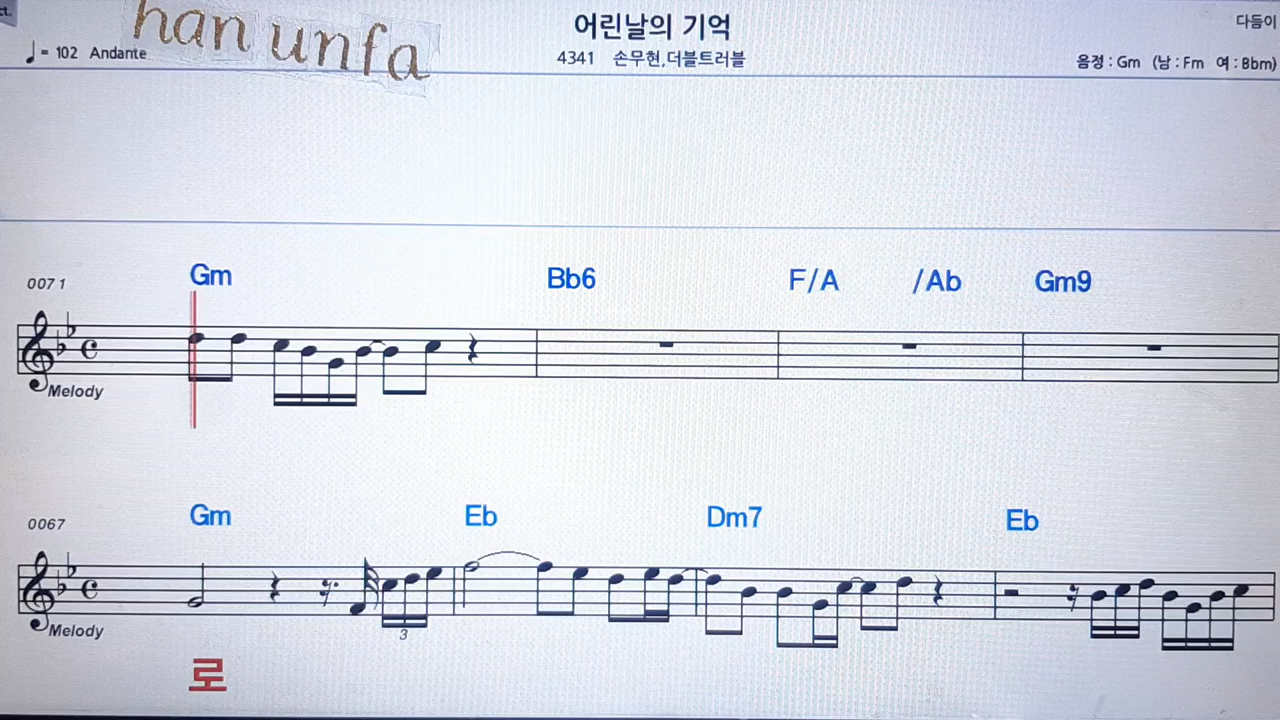 ct.
han unfa
어린날의 기억
다듬이
♩= 102 Andante
4341 손무현,더블트러블
음정 : Gm (남 : Fm 여 : Bbm)
Gm Bb6 F/A /Ab Gm9
0071
Melody
Gm Eb Dm7 Eb
0067
Melody
3
로